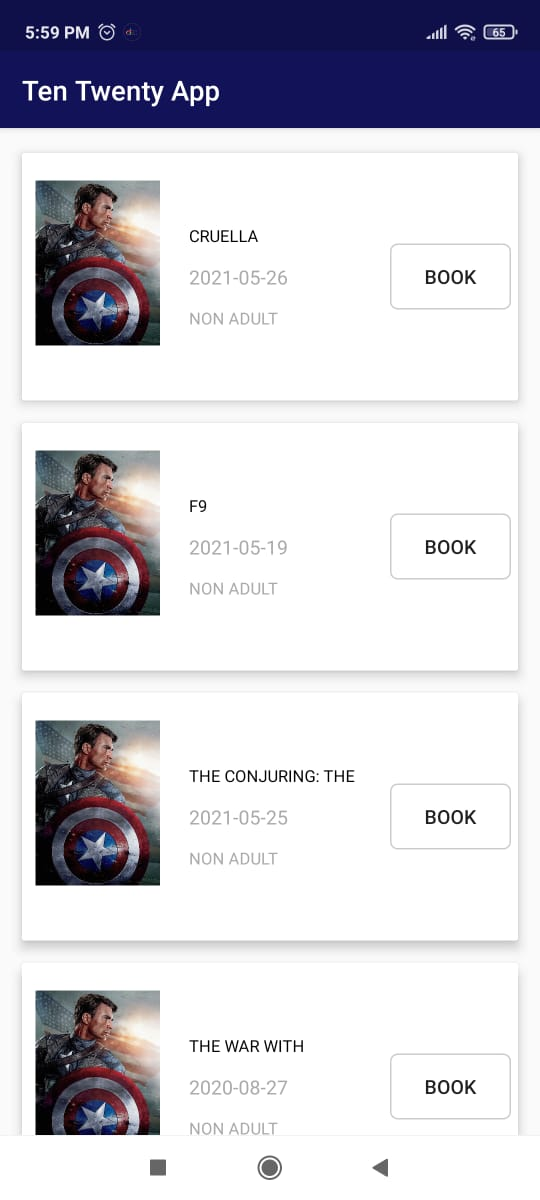 5:59 PM
65
Ten Twenty App
CRUELLA
2021-05-26
NON ADULT
BOOK
F9
2021-05-19
NON ADULT
BOOK
THE CONJURING: THE
2021-05-25
NON ADULT
BOOK
THE WAR WITH
2020-08-27
NON ADULT
BOOK